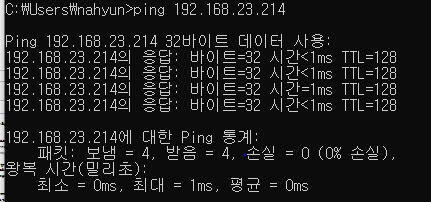 C:₩Users₩nahyun>ping 192.168.23.214
Ping 192.168.23.214 32바이트 데이터 사용:
192.168.23.214의 응답: 바이트=32 시간<1ms TTL=128
192.168.23.214의 응답: 바이트=32 시간<1ms TTL=128
192.168.23.214의 응답: 바이트=32 시간=1ms TTL=128
192.168.23.214의 응답: 바이트=32 시간<1ms TTL=128
192.168.23.214에 대한 Ping 통계:
패킷: 보냄 = 4, 받음 = 4, 손실 = 0 (0% 손실),
왕복 시간(밀리초):
최소 = 0ms, 최대 = 1ms, 평균 = 0ms